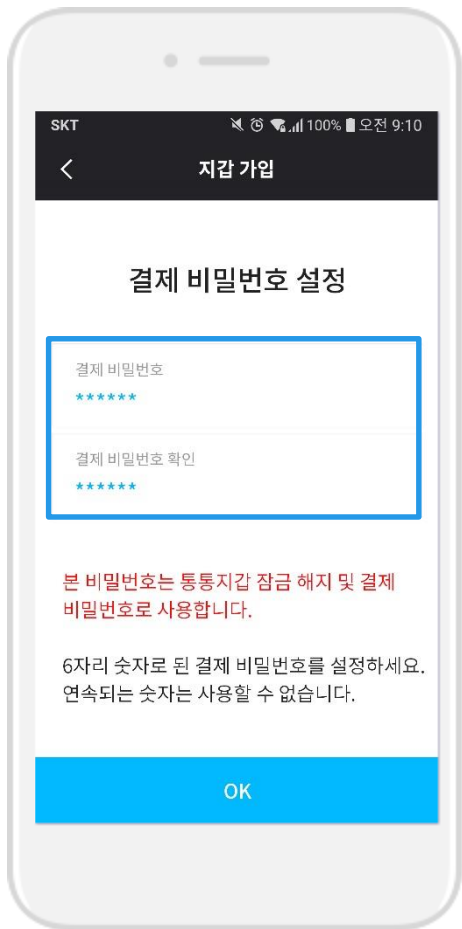 SKT 100% 오전 9:10
지갑 가입
결제 비밀번호 설정
결제 비밀번호
******
결제 비밀번호 확인
******
본 비밀번호는 통통지갑 잠금 해지 및 결제
비밀번호로 사용합니다.
6자리 숫자로 된 결제 비밀번호를 설정하세요.
연속되는 숫자는 사용할 수 없습니다.
OK